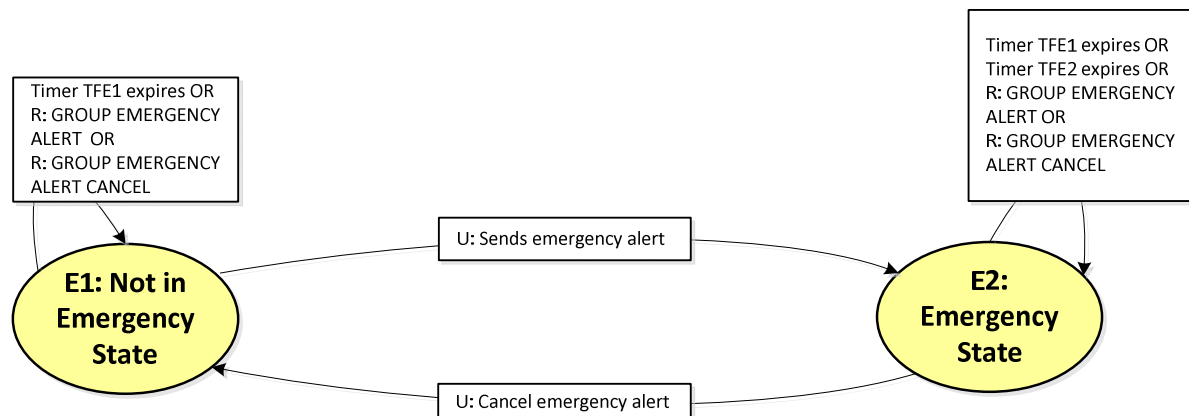 Timer TFE1 expires OR
R: GROUP EMERGENCY
ALERT OR
R: GROUP EMERGENCY
ALERT CANCEL
Timer TFE1 expires OR
Timer TFE2 expires OR
R: GROUP EMERGENCY
ALERT OR
R: GROUP EMERGENCY
ALERT CANCEL
U: Sends emergency alert
E1: Not in
Emergency
State
E2:
Emergency
State
U: Cancel emergency alert